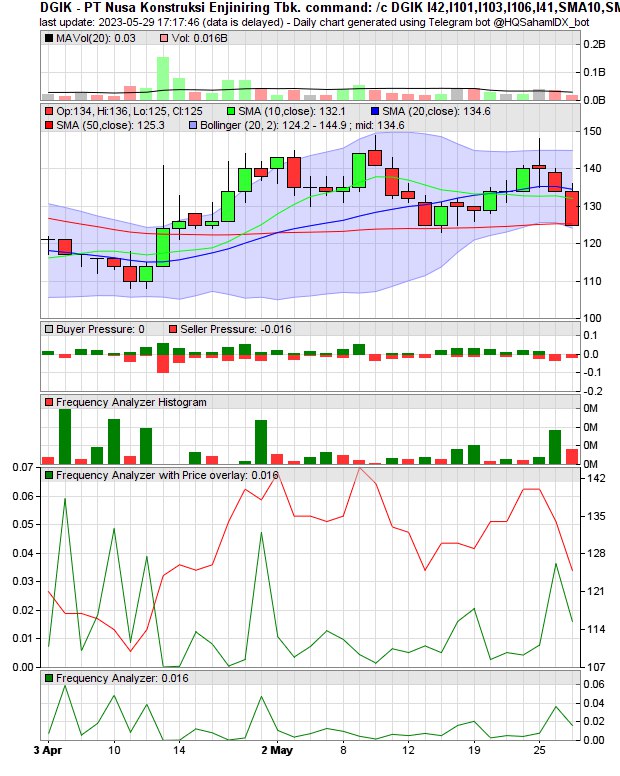 DGIK - PT Nusa Konstruksi Enjiniring Tbk. command: /c DGIK I42,I101,I103,I106,I41,SMA10,SM
last update: 2023-05-29 17:17:46 (data is delayed) - Daily chart generated using Telegram bot @HQSahamIDX_bot
MAVol(20): 0.03 Vol: 0.016B
0.2B
0.1B
0.0B
Op:134, Hi:136, Lo:125, Cl:125 SMA (10,close): 132.1 SMA (20,close): 134.6
SMA (50,close): 125.3 Bollinger (20, 2): 124.2 - 144.9 ; mid: 134.6
150
140
130
120
110
100
Buyer Pressure: 0 Seller Pressure: -0.016
0.1
0.0
-0.1
-0.2
Frequency Analyzer Histogram
0M
0M
0M
0M
Frequency Analyzer with Price overlay: 0.016
0.07
0.06
0.05
0.04
0.03
0.02
0.01
0.00
142
135
128
121
114
107
Frequency Analyzer: 0.016
0.06
0.04
0.02
0.00
3 Apr 10 14 2 May 8 12 19 25